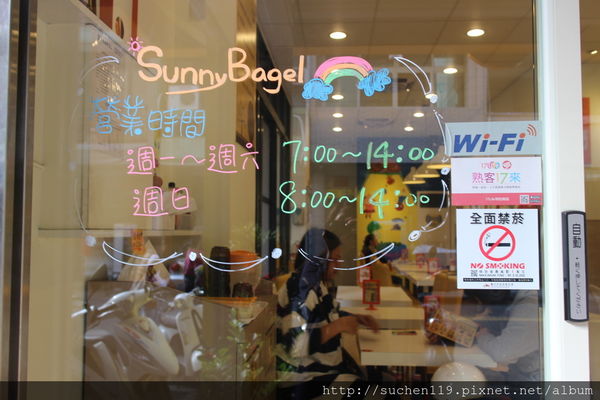 SunnyBagel
營業時間
週一～週六 7:00～14:00
週日 8:00～14:00
Wi-Fi
熟客17來
全面禁菸
NO SMOKING
自動
http://suchen119.pixnet.net/album